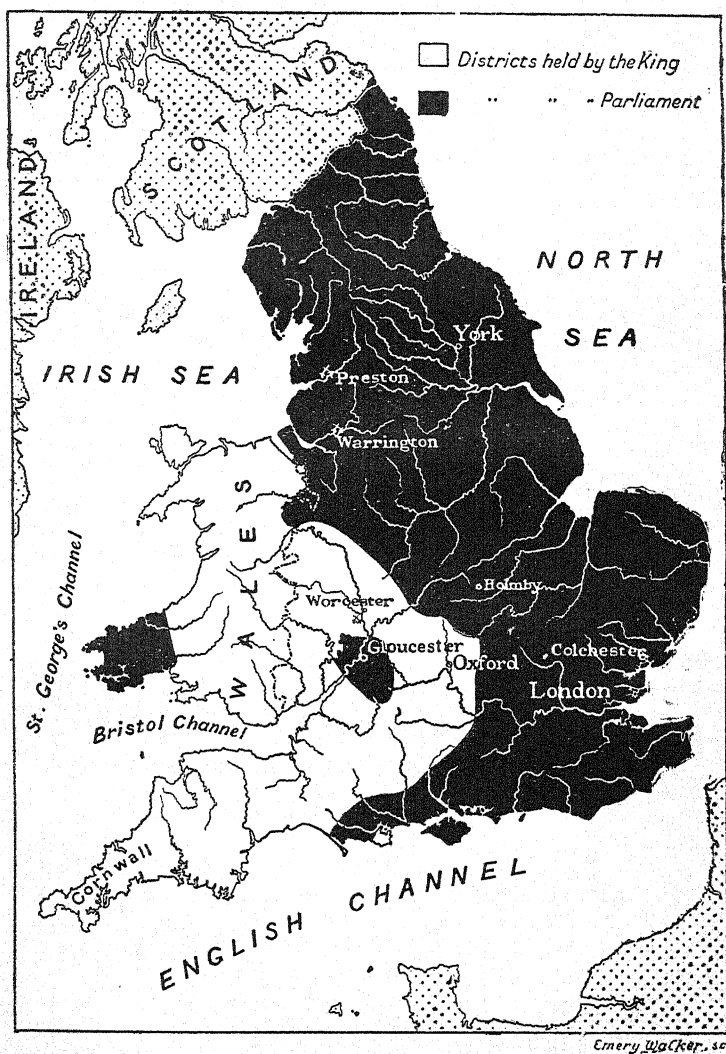 Districts held by the King
" " " Parliament
SCOTLAND
IRELAND
NORTH
SEA
York
IRISH SEA
Preston
Warrington
WALES
St. George's Channel
Holmby
Worcester
Gloucester
Oxford
Colchester
London
Bristol Channel
Cornwall
ENGLISH CHANNEL
Emery Walker, sc